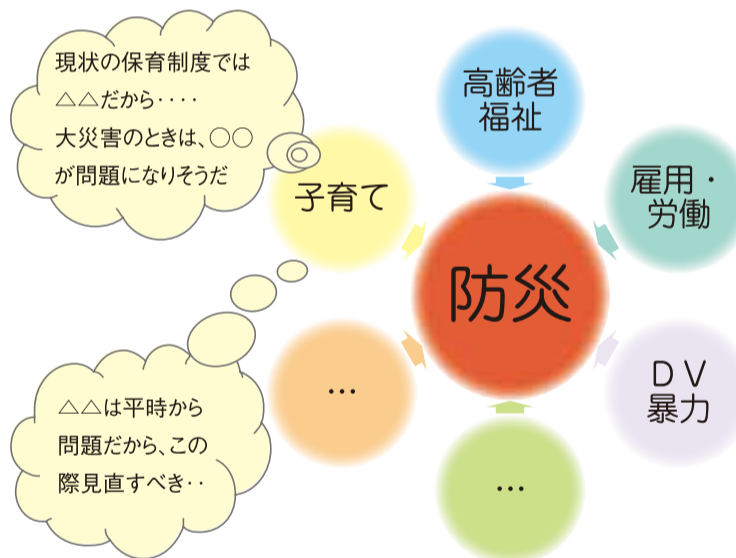 現状の保育制度では
△△だから‥‥
大災害のときは、○○
が問題になりそうだ
高齢者
福祉
子育て
雇用・
労働
防災
…
DV
暴力
△△は平時から
問題だから、この
際見直すべき‥
…